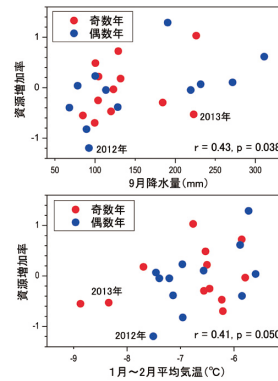 奇数年
偶数年
資源増加率
1
0
-1
2013年
2012年
r = 0.43, p = 0.038
50 100 150 200 250 300
9月降水量(mm)
奇数年
偶数年
資源増加率
1
0
-1
2013年
2012年
r = 0.41, p = 0.050
-9 -8 -7 -6
1月～2月平均気温(℃)